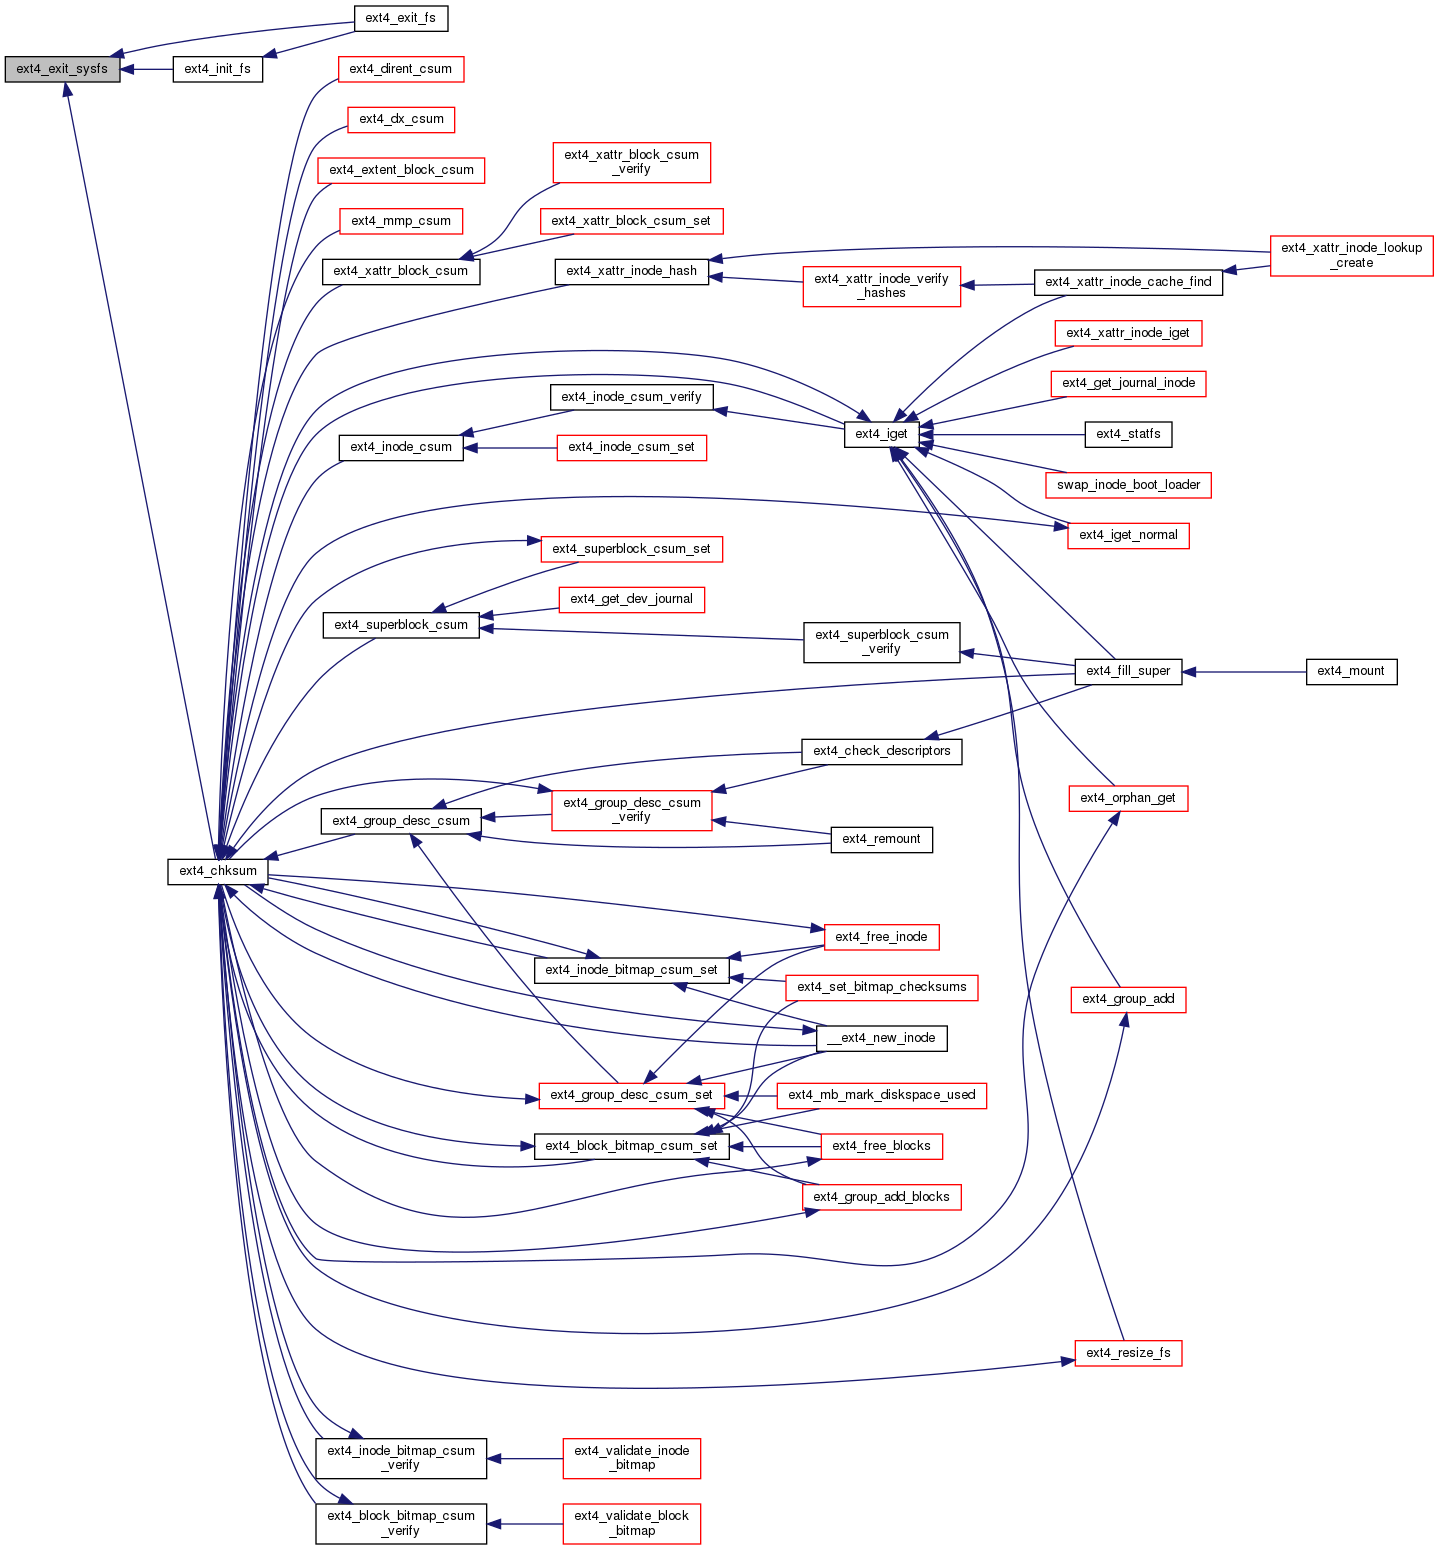 ext4_exit_fs
ext4_exit_sysfs
ext4_init_fs
ext4_dirent_csum
ext4_dx_csum
ext4_extent_block_csum
ext4_mmp_csum
ext4_xattr_block_csum
ext4_xattr_block_csum
_verify
ext4_xattr_block_csum_set
ext4_xattr_inode_hash
ext4_xattr_inode_verify
_hashes
ext4_xattr_inode_cache_find
ext4_xattr_inode_lookup
_create
ext4_xattr_inode_iget
ext4_get_journal_inode
ext4_inode_csum_verify
ext4_iget
ext4_statfs
ext4_inode_csum
ext4_inode_csum_set
swap_inode_boot_loader
ext4_iget_normal
ext4_superblock_csum_set
ext4_get_dev_journal
ext4_superblock_csum
ext4_superblock_csum
_verify
ext4_fill_super
ext4_mount
ext4_check_descriptors
ext4_orphan_get
ext4_group_desc_csum
ext4_group_desc_csum
_verify
ext4_remount
ext4_chksum
ext4_free_inode
ext4_inode_bitmap_csum_set
ext4_set_bitmap_checksums
ext4_group_add
__ext4_new_inode
ext4_group_desc_csum_set
ext4_mb_mark_diskspace_used
ext4_block_bitmap_csum_set
ext4_free_blocks
ext4_group_add_blocks
ext4_resize_fs
ext4_inode_bitmap_csum
_verify
ext4_validate_inode
_bitmap
ext4_block_bitmap_csum
_verify
ext4_validate_block
_bitmap